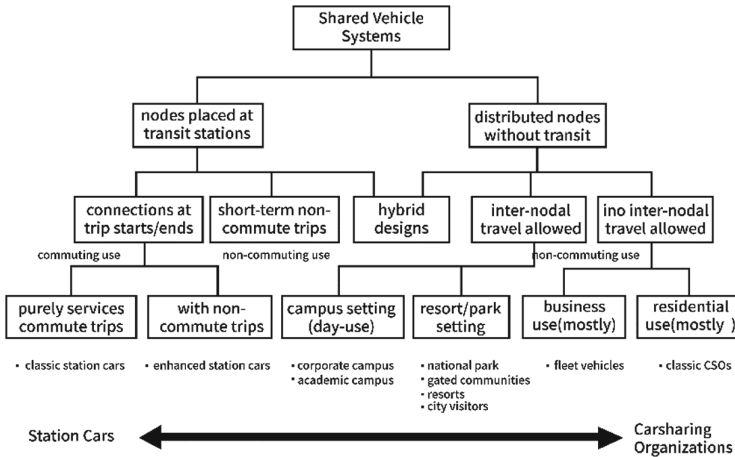 Shared Vehicle
Systems
nodes placed at
transit stations
distributed nodes
without transit
connections at
trip starts/ends
short-term non-
commute trips
hybrid
designs
inter-nodal
travel allowed
ino inter-nodal
travel allowed
commuting use
non-commuting use
non-commuting use
purely services
commute trips
with non-
commute trips
campus setting
(day-use)
resort/park
setting
business
use(mostly)
residential
use(mostly )
▪ classic station cars
▪ enhanced station cars
▪ corporate campus
▪ academic campus
▪ national park
▪ gated communities
▪ resorts
▪ city visitors
▪ fleet vehicles
▪ classic CSOs
Station Cars
Carsharing
Organizations